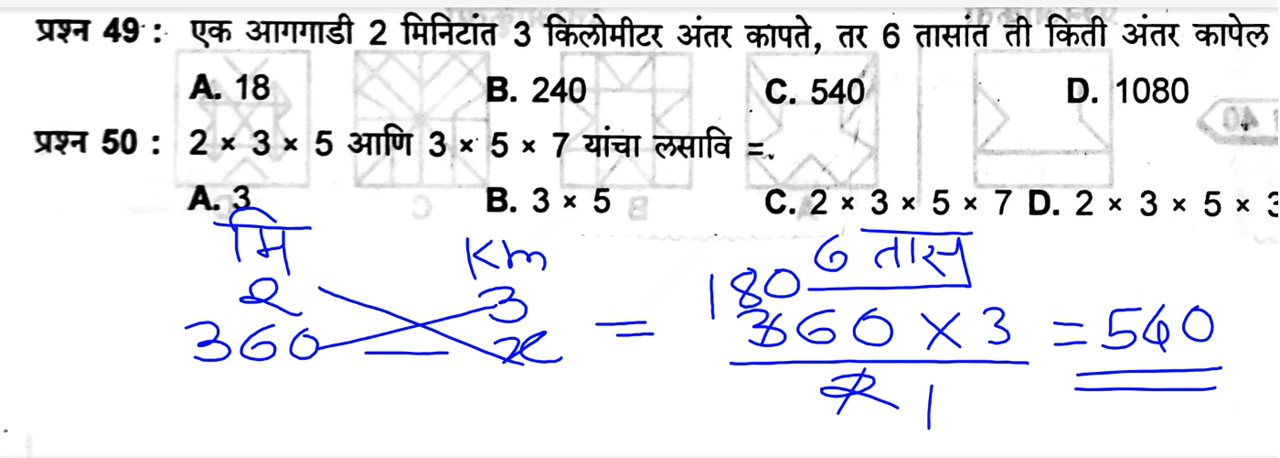 प्रश्न 49 : एक आगगाडी 2 मिनिटांत 3 किलोमीटर अंतर कापते, तर 6 तासांत ती किती अंतर कापेल
A. 18 B. 240 C. 540 D. 1080
प्रश्न 50 : 2 × 3 × 5 आणि 3 × 5 × 7 यांचा लसावि =.
A. 3 B. 3 × 5 C. 2 × 3 × 5 × 7 D. 2 × 3 × 5 × 3
मि Km 6 तास
2 3 180
360 — x = 360 × 3 = 540
2 1